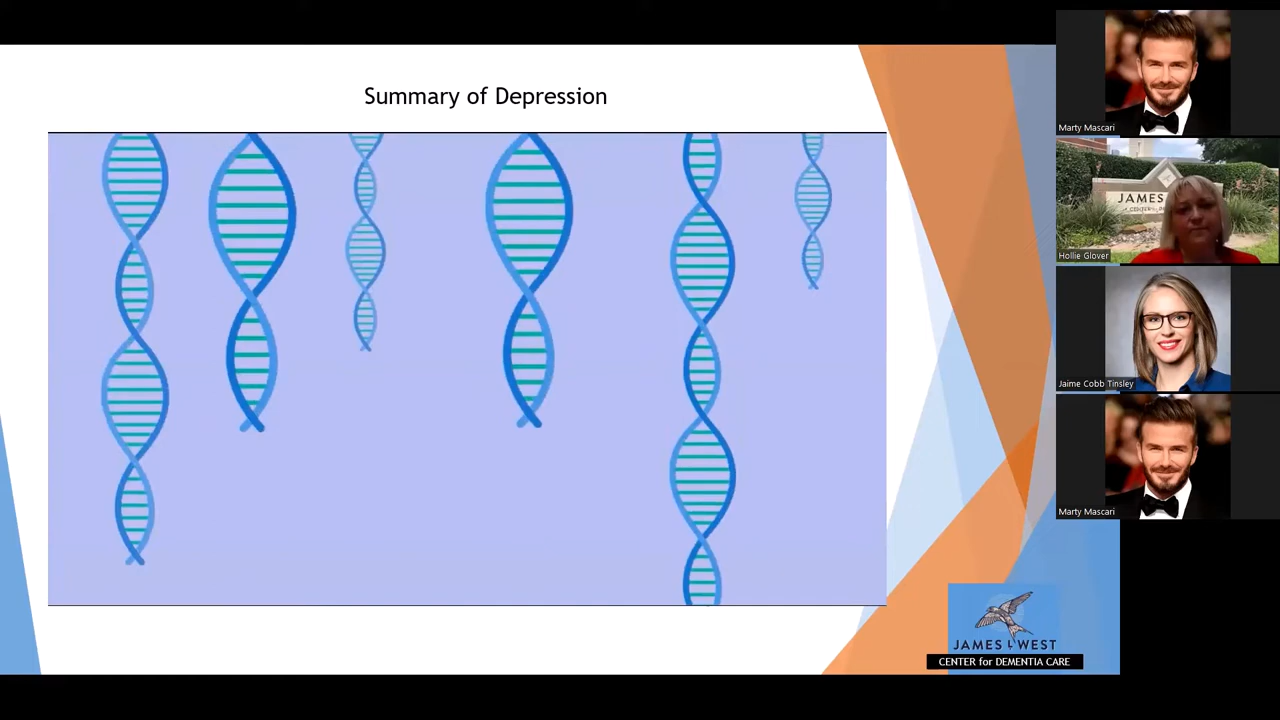 Summary of Depression
Marty Mascari
JAMES
CENTER
Hollie Glover
Jaime Cobb Tinsley
Marty Mascari
JAMES L WEST
CENTER for DEMENTIA CARE